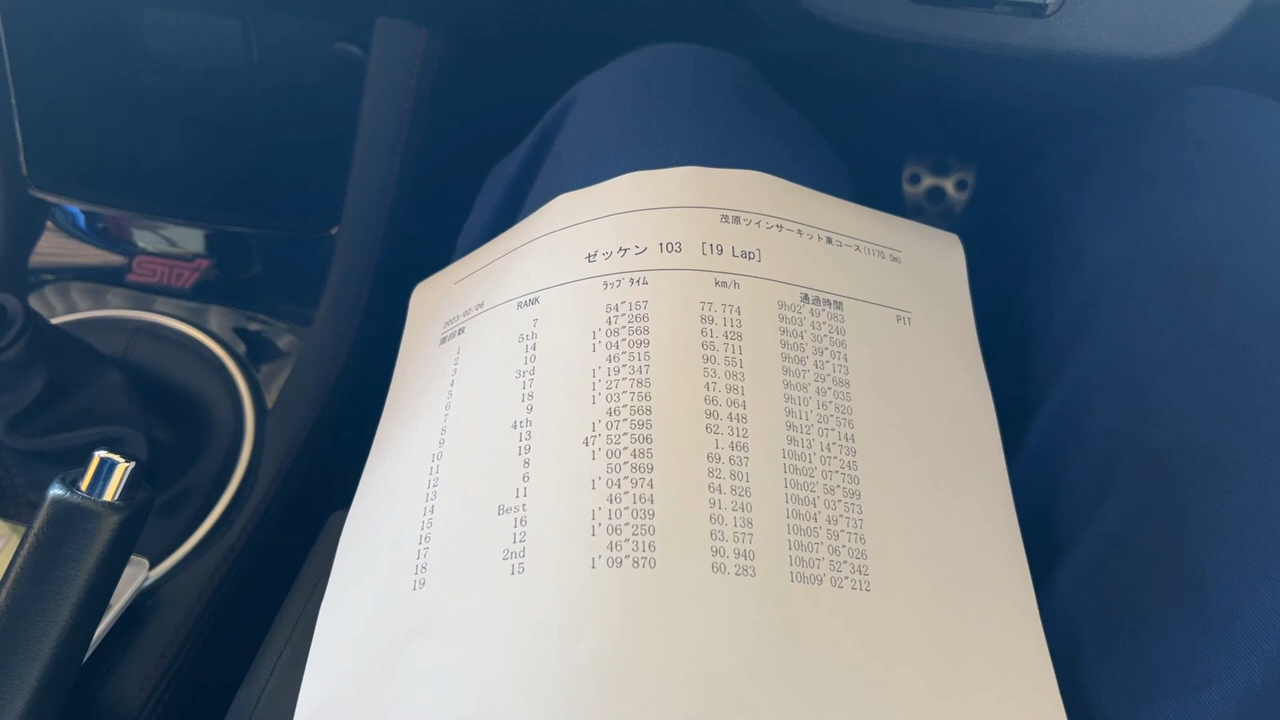 茂原ツインサーキット東コース(1170.0m)
ゼッケン 103 [19 Lap]
2023/02/06
周回数 RANK ﾗｯﾌﾟﾀｲﾑ km/h 通過時間 PIT
9h02'49"083
1 7 54"157 77.774 9h03'43"240
2 5th 47"266 89.113 9h04'30"506
3 14 1'08"568 61.428 9h05'39"074
4 10 1'04"099 65.711 9h06'43"173
5 3rd 46"515 90.551 9h07'29"688
6 17 1'19"347 53.083 9h08'49"035
7 18 1'27"785 47.981 9h10'16"820
8 9 1'03"756 66.064 9h11'20"576
9 4th 46"568 90.448 9h12'07"144
10 13 1'07"595 62.312 9h13'14"739
11 19 47'52"506 1.466 10h01'07"245
12 8 1'00"485 69.637 10h02'07"730
13 6 50"869 82.801 10h02'58"599
14 11 1'04"974 64.826 10h04'03"573
15 Best 46"164 91.240 10h04'49"737
16 16 1'10"039 60.138 10h05'59"776
17 12 1'06"250 63.577 10h07'06"026
18 2nd 46"316 90.940 10h07'52"342
19 15 1'09"870 60.283 10h09'02"212
STI